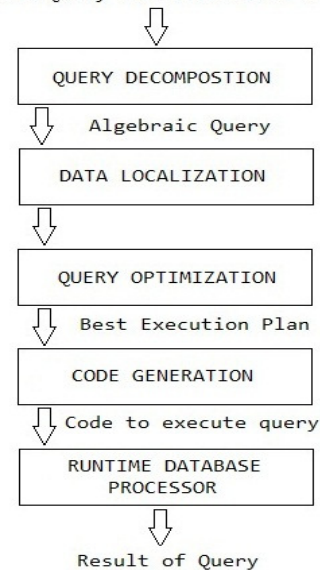 QUERY DECOMPOSTION
Algebraic Query
DATA LOCALIZATION
QUERY OPTIMIZATION
Best Execution Plan
CODE GENERATION
Code to execute query
RUNTIME DATABASE
PROCESSOR
Result of Query